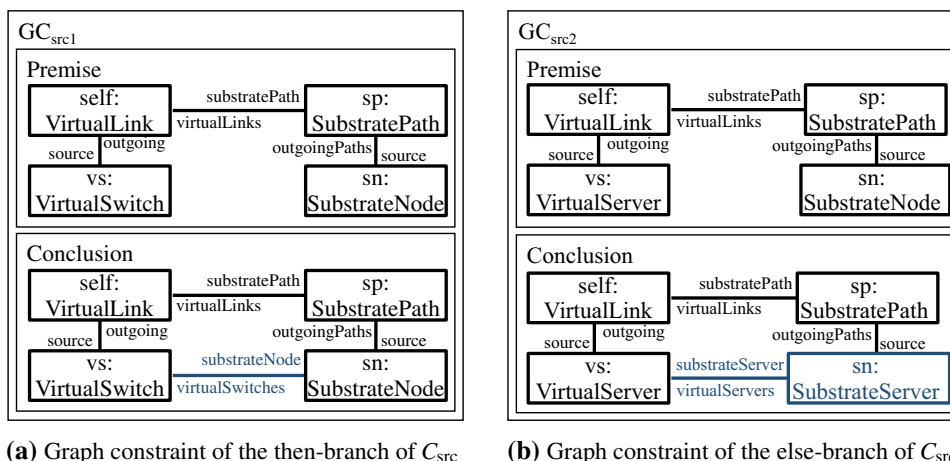 GCsrc1
Premise
self:
VirtualLink
substratePath
virtualLinks
sp:
SubstratePath
source
outgoing
outgoingPaths
source
vs:
VirtualSwitch
sn:
SubstrateNode
Conclusion
self:
VirtualLink
substratePath
virtualLinks
sp:
SubstratePath
source
outgoing
outgoingPaths
source
vs:
VirtualSwitch
substrateNode
virtualSwitches
sn:
SubstrateNode
(a) Graph constraint of the then-branch of Csrc
GCsrc2
Premise
self:
VirtualLink
substratePath
virtualLinks
sp:
SubstratePath
source
outgoing
outgoingPaths
source
vs:
VirtualServer
sn:
SubstrateNode
Conclusion
self:
VirtualLink
substratePath
virtualLinks
sp:
SubstratePath
source
outgoing
outgoingPaths
source
vs:
VirtualServer
substrateServer
virtualServers
sn:
SubstrateServer
(b) Graph constraint of the else-branch of Csrc